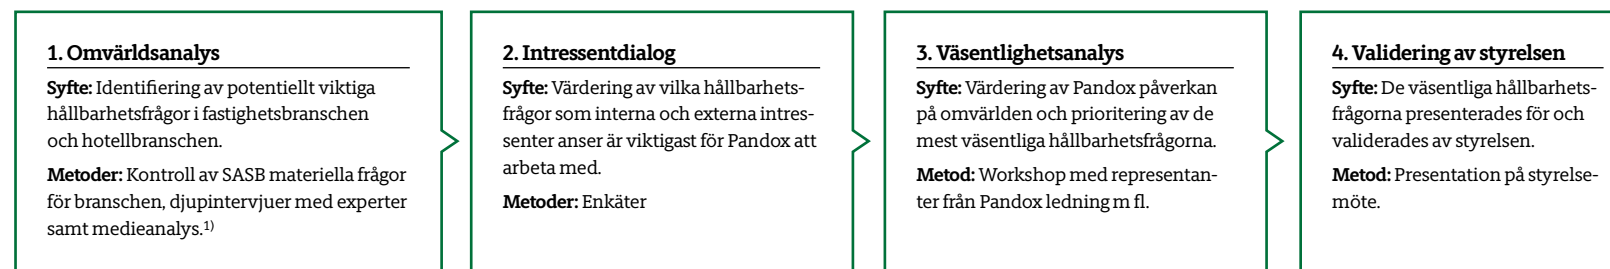 1. Omvärldsanalys
Syfte: Identifiering av potentiellt viktiga
hållbarhetsfrågor i fastighetsbranschen
och hotellbranschen.
Metoder: Kontroll av SASB materiella frågor
för branschen, djupintervjuer med experter
samt medieanalys.1)
2. Intressentdialog
Syfte: Värdering av vilka hållbarhets-
frågor som interna och externa intres-
senter anser är viktigast för Pandox att
arbeta med.
Metoder: Enkäter
3. Väsentlighetsanalys
Syfte: Värdering av Pandox påverkan
på omvärlden och prioritering av de
mest väsentliga hållbarhetsfrågorna.
Metod: Workshop med representan-
ter från Pandox ledning m fl.
4. Validering av styrelsen
Syfte: De väsentliga hållbarhets-
frågorna presenterades för och
validerades av styrelsen.
Metod: Presentation på styrelse-
möte.